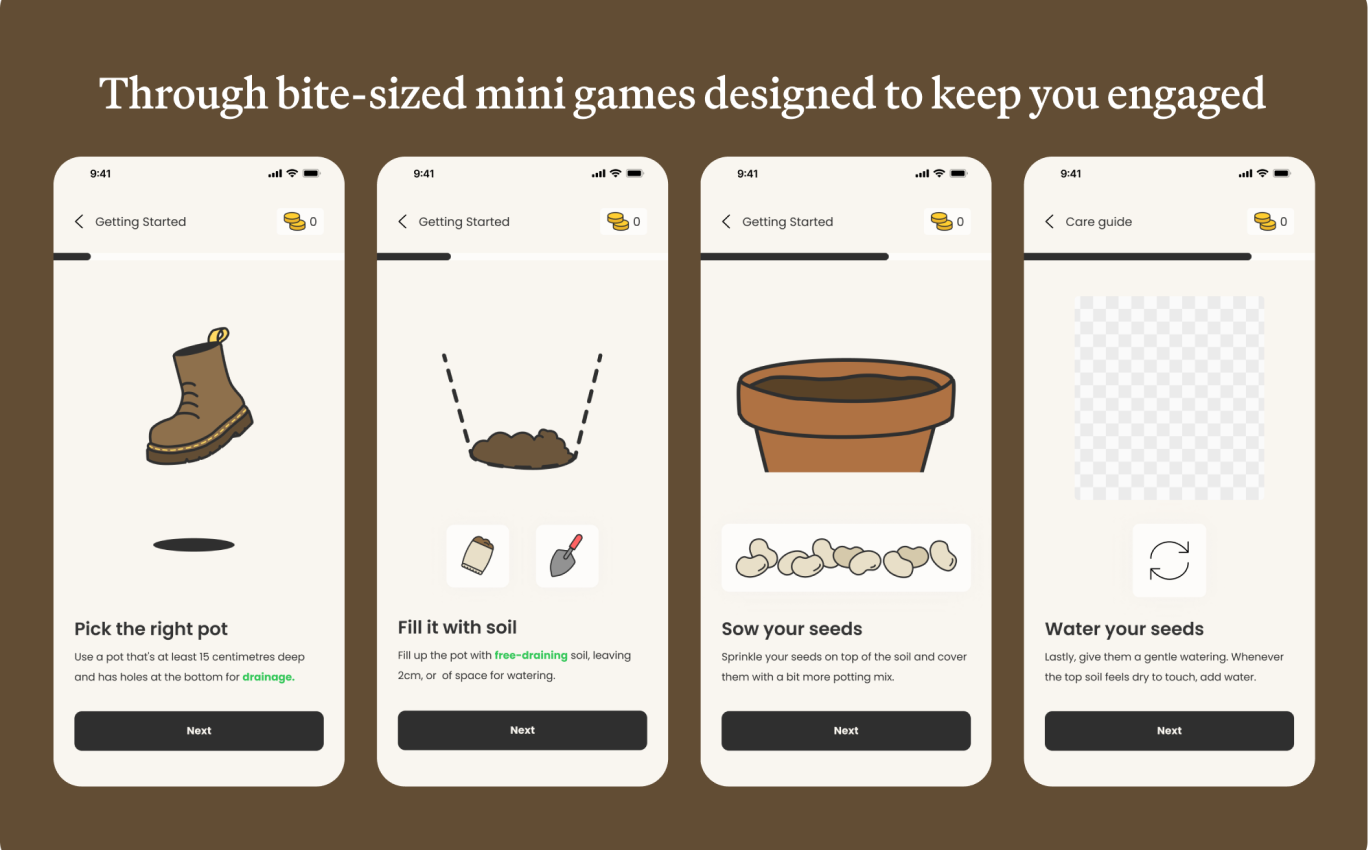 Through bite-sized mini games designed to keep you engaged
9:41
Getting Started
0
Pick the right pot
Use a pot that's at least 15 centimetres deep
and has holes at the bottom for drainage.
Next
9:41
Getting Started
0
Fill it with soil
Fill up the pot with free-draining soil, leaving
2cm, or of space for watering.
Next
9:41
Getting Started
0
Sow your seeds
Sprinkle your seeds on top of the soil and cover
them with a bit more potting mix.
Next
9:41
Care guide
0
Water your seeds
Lastly, give them a gentle watering. Whenever
the top soil feels dry to touch, add water.
Next